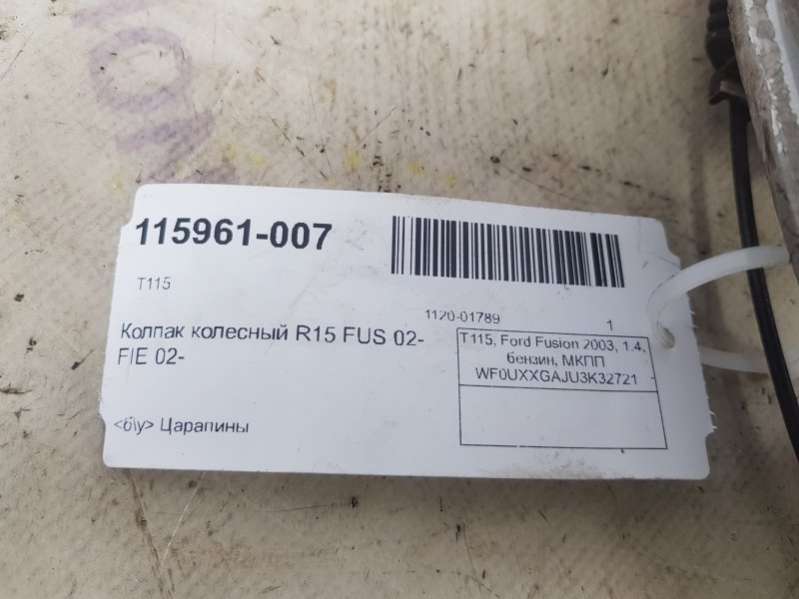 115961-007
T115
1120-01789 1
Колпак колесный R15 FUS 02-
FIE 02-
T115, Ford Fusion 2003, 1.4,
бензин, МКПП
WF0UXXGAJU3K32721
<б\у> Царапины